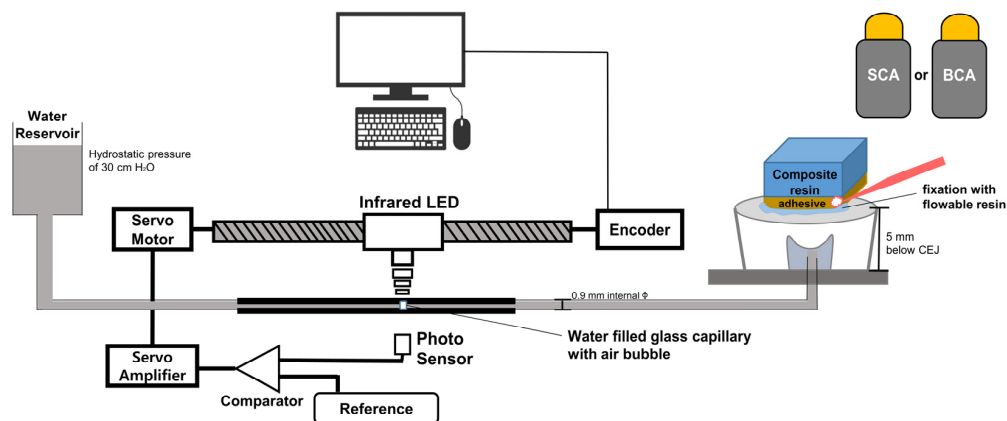 SCA or BCA
Water
Reservoir
Hydrostatic pressure
of 30 cm H₂O
Composite
resin
adhesive
fixation with
flowable resin
Infrared LED
Servo
Motor
Encoder
5 mm
below CEJ
0.9 mm internal Φ
Water filled glass capillary
with air bubble
Photo
Sensor
Servo
Amplifier
Comparator
Reference